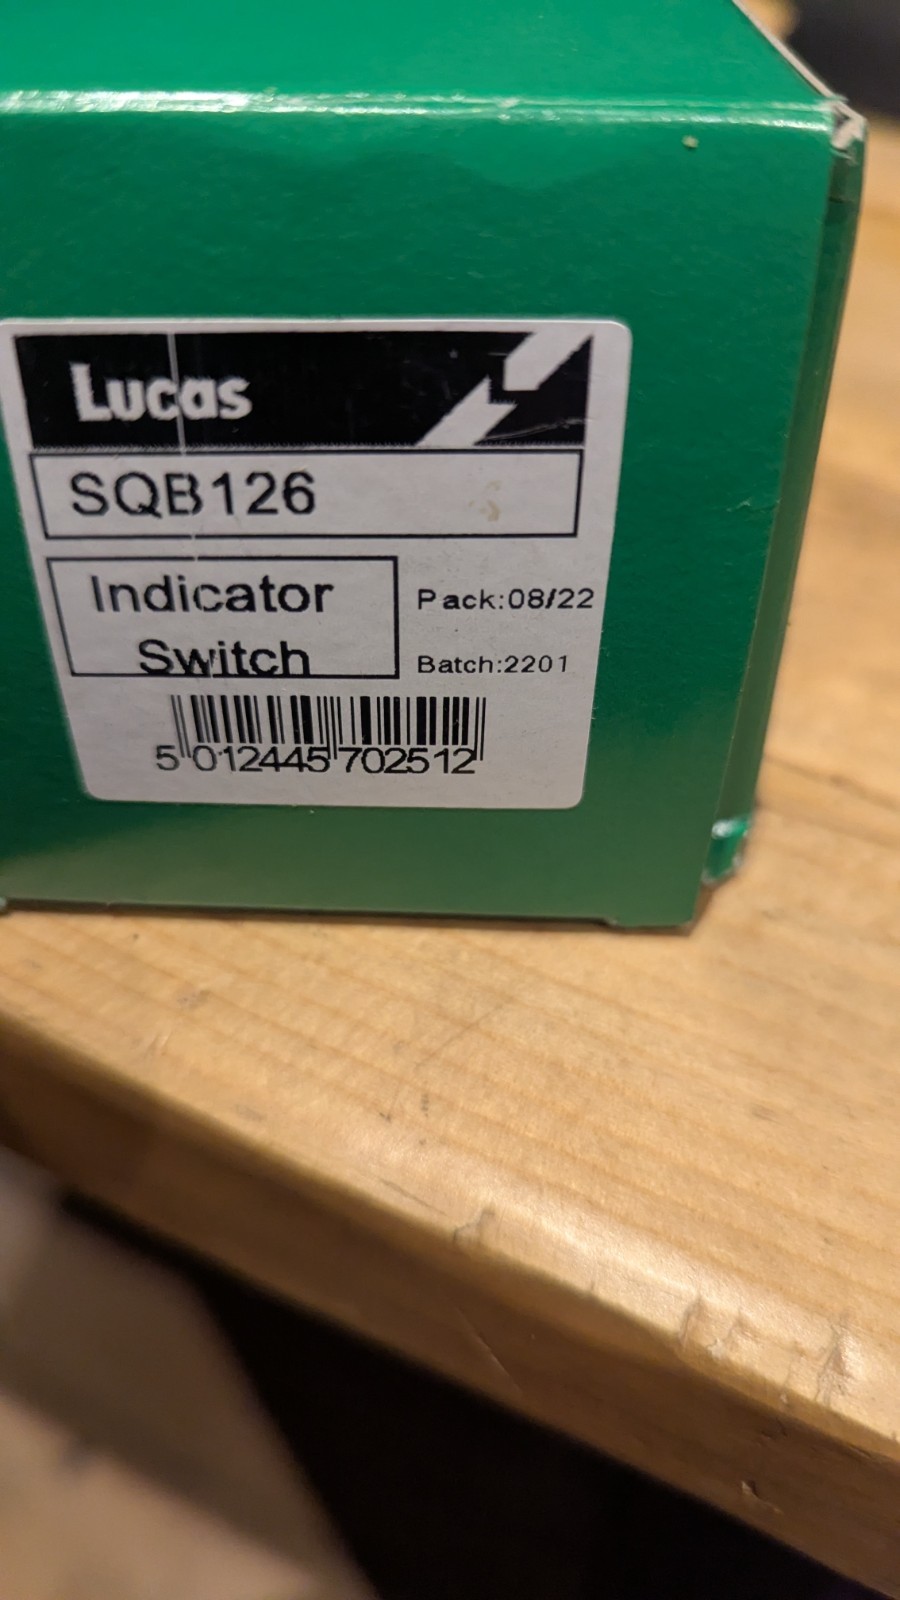 Lucas
SQB126
Indicator
Switch
Pack:08/22
Batch:2201
5 012445 702512